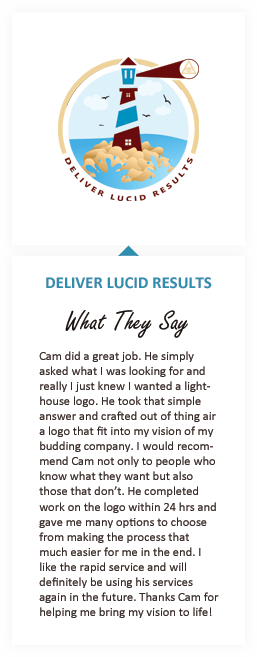 DELIVER LUCID RESULTS
DELIVER LUCID RESULTS
What They Say
Cam did a great job. He simply
asked what I was looking for and
really I just knew I wanted a light-
house logo. He took that simple
answer and crafted out of thing air
a logo that fit into my vision of my
budding company. I would recom-
mend Cam not only to people who
know what they want but also
those that don’t. He completed
work on the logo within 24 hrs and
gave me many options to choose
from making the process that
much easier for me in the end. I
like the rapid service and will
definitely be using his services
again in the future. Thanks Cam for
helping me bring my vision to life!